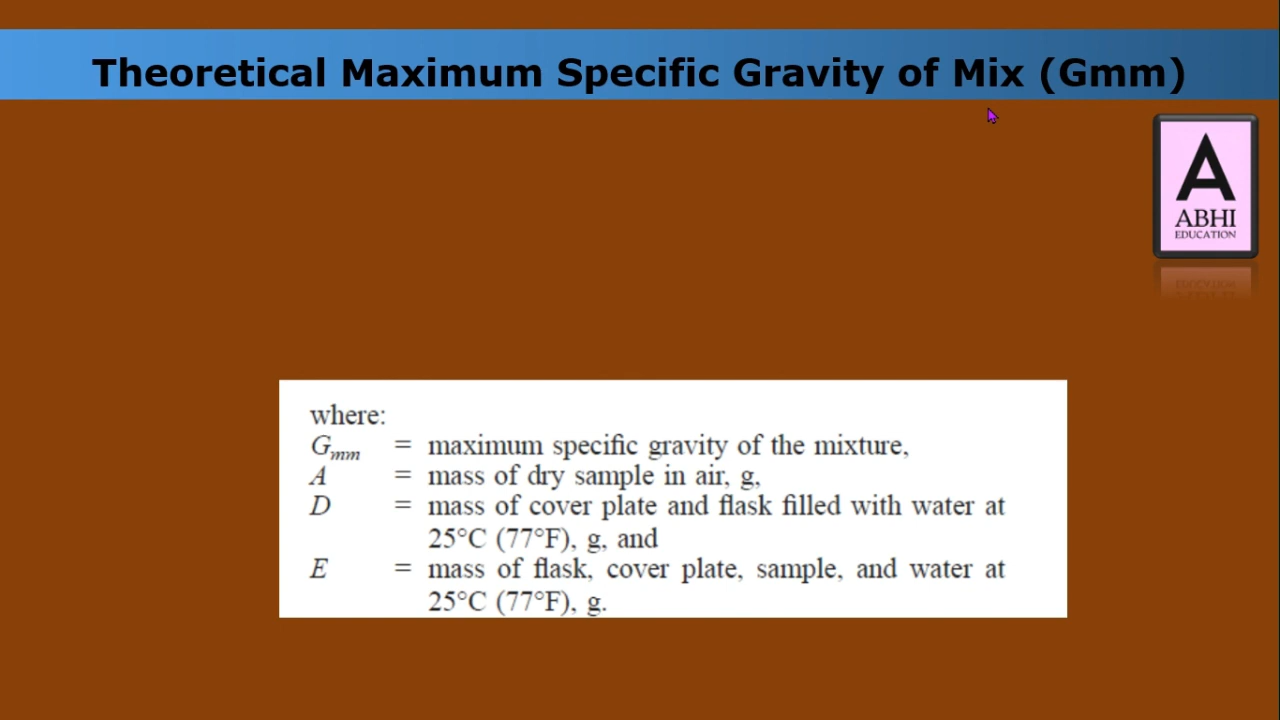 Theoretical Maximum Specific Gravity of Mix (Gmm)
A
ABHI
EDUCATION
where:
Gmm = maximum specific gravity of the mixture,
A = mass of dry sample in air, g,
D = mass of cover plate and flask filled with water at
25°C (77°F), g, and
E = mass of flask, cover plate, sample, and water at
25°C (77°F), g.